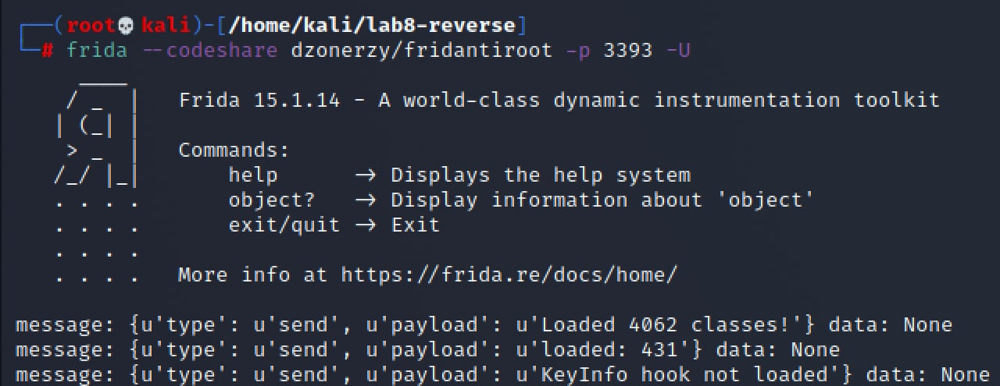 ┌──(root💀kali)-[/home/kali/lab8-reverse]
└─# frida --codeshare dzonerzy/fridantiroot -p 3393 -U
     ____
    / _  |   Frida 15.1.14 - A world-class dynamic instrumentation toolkit
   | (_| |
    > _  |   Commands:
   /_/ |_|       help      -> Displays the help system
   . . . .       object?   -> Display information about 'object'
   . . . .       exit/quit -> Exit
   . . . .
   . . . .   More info at https://frida.re/docs/home/
message: {u'type': u'send', u'payload': u'Loaded 4062 classes!'} data: None
message: {u'type': u'send', u'payload': u'loaded: 431'} data: None
message: {u'type': u'send', u'payload': u'KeyInfo hook not loaded'} data: None